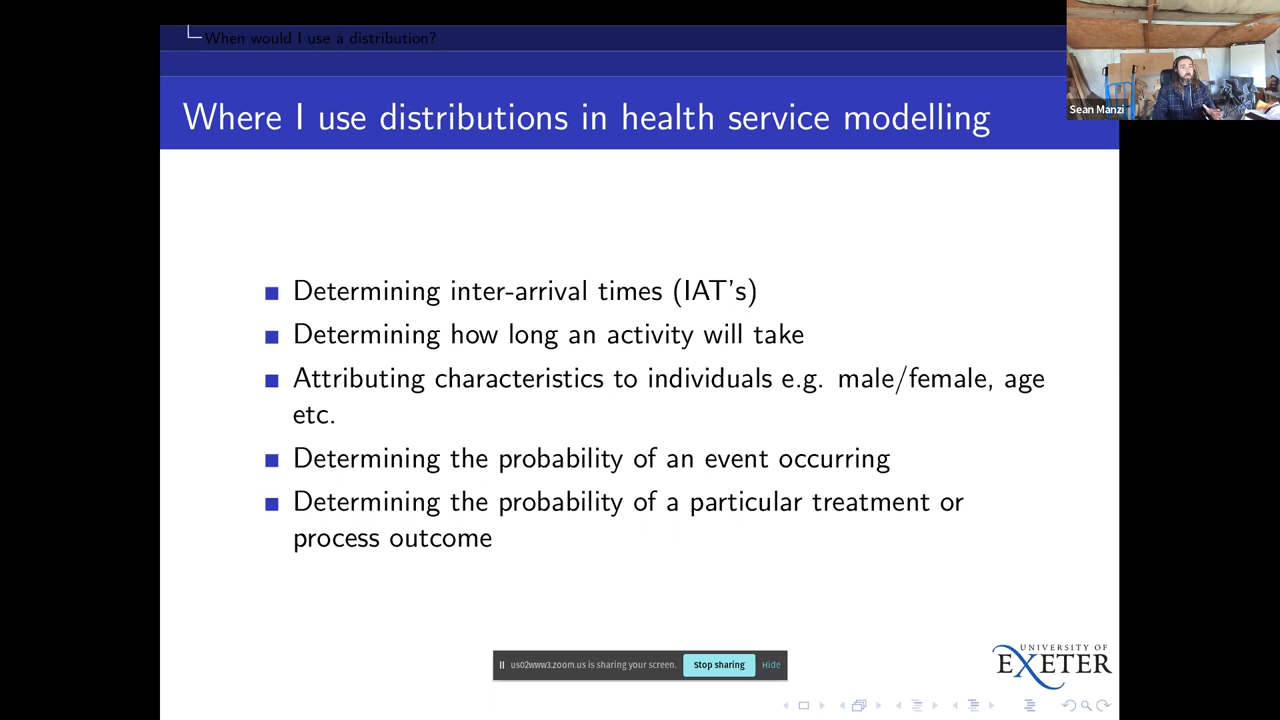 When would I use a distribution?
Where I use distributions in health service modelling
Sean Manzi
Determining inter-arrival times (IAT's)
Determining how long an activity will take
Attributing characteristics to individuals e.g. male/female, age
etc.
Determining the probability of an event occurring
Determining the probability of a particular treatment or
process outcome
us02www3.zoom.us is sharing your screen. Stop sharing Hide
UNIVERSITY OF
EXETER